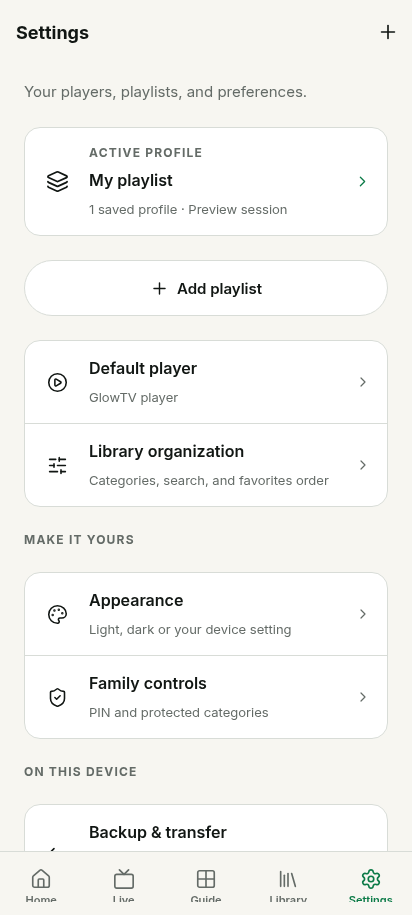 Settings
Your players, playlists, and preferences.
ACTIVE PROFILE
My playlist
1 saved profile · Preview session
Add playlist
Default player
GlowTV player
Library organization
Categories, search, and favorites order
MAKE IT YOURS
Appearance
Light, dark or your device setting
Family controls
PIN and protected categories
ON THIS DEVICE
Backup & transfer
Home Live Guide Library Settings